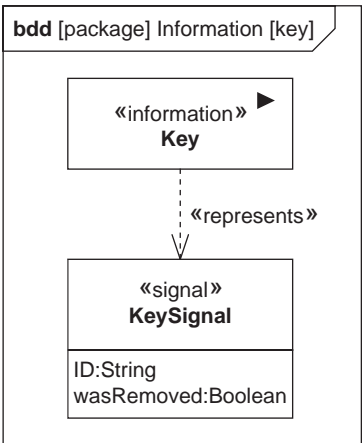 bdd [package] Information [key]
«information»
Key
«represents»
«signal»
KeySignal
ID:String
wasRemoved:Boolean